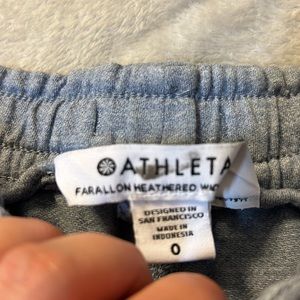 ATHLETA
FARALLON HEATHERED
DESIGNED IN
SAN FRANCISCO
MADE IN
INDONESIA
0